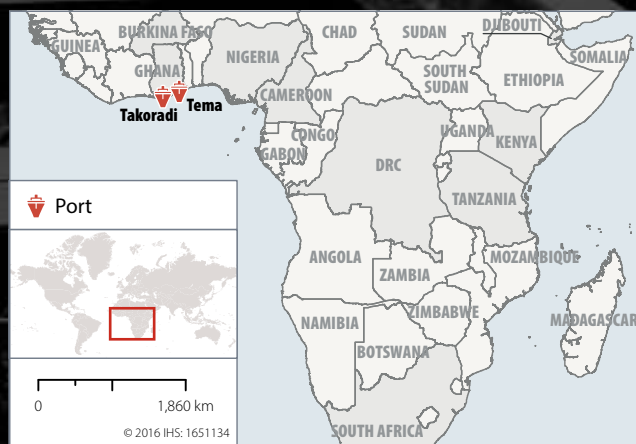 BURKINA FASO
CHAD
SUDAN
DJIBOUTI
GUINEA
NIGERIA
SOMALIA
GHANA
SOUTH
SUDAN
ETHIOPIA
CAMEROON
Takoradi
Tema
CONGO
UGANDA
KENYA
GABON
DRC
TANZANIA
Port
ANGOLA
MOZAMBIQUE
ZAMBIA
ZIMBABWE
NAMIBIA
MADAGASCAR
BOTSWANA
SOUTH AFRICA
0
1,860 km
© 2016 IHS: 1651134